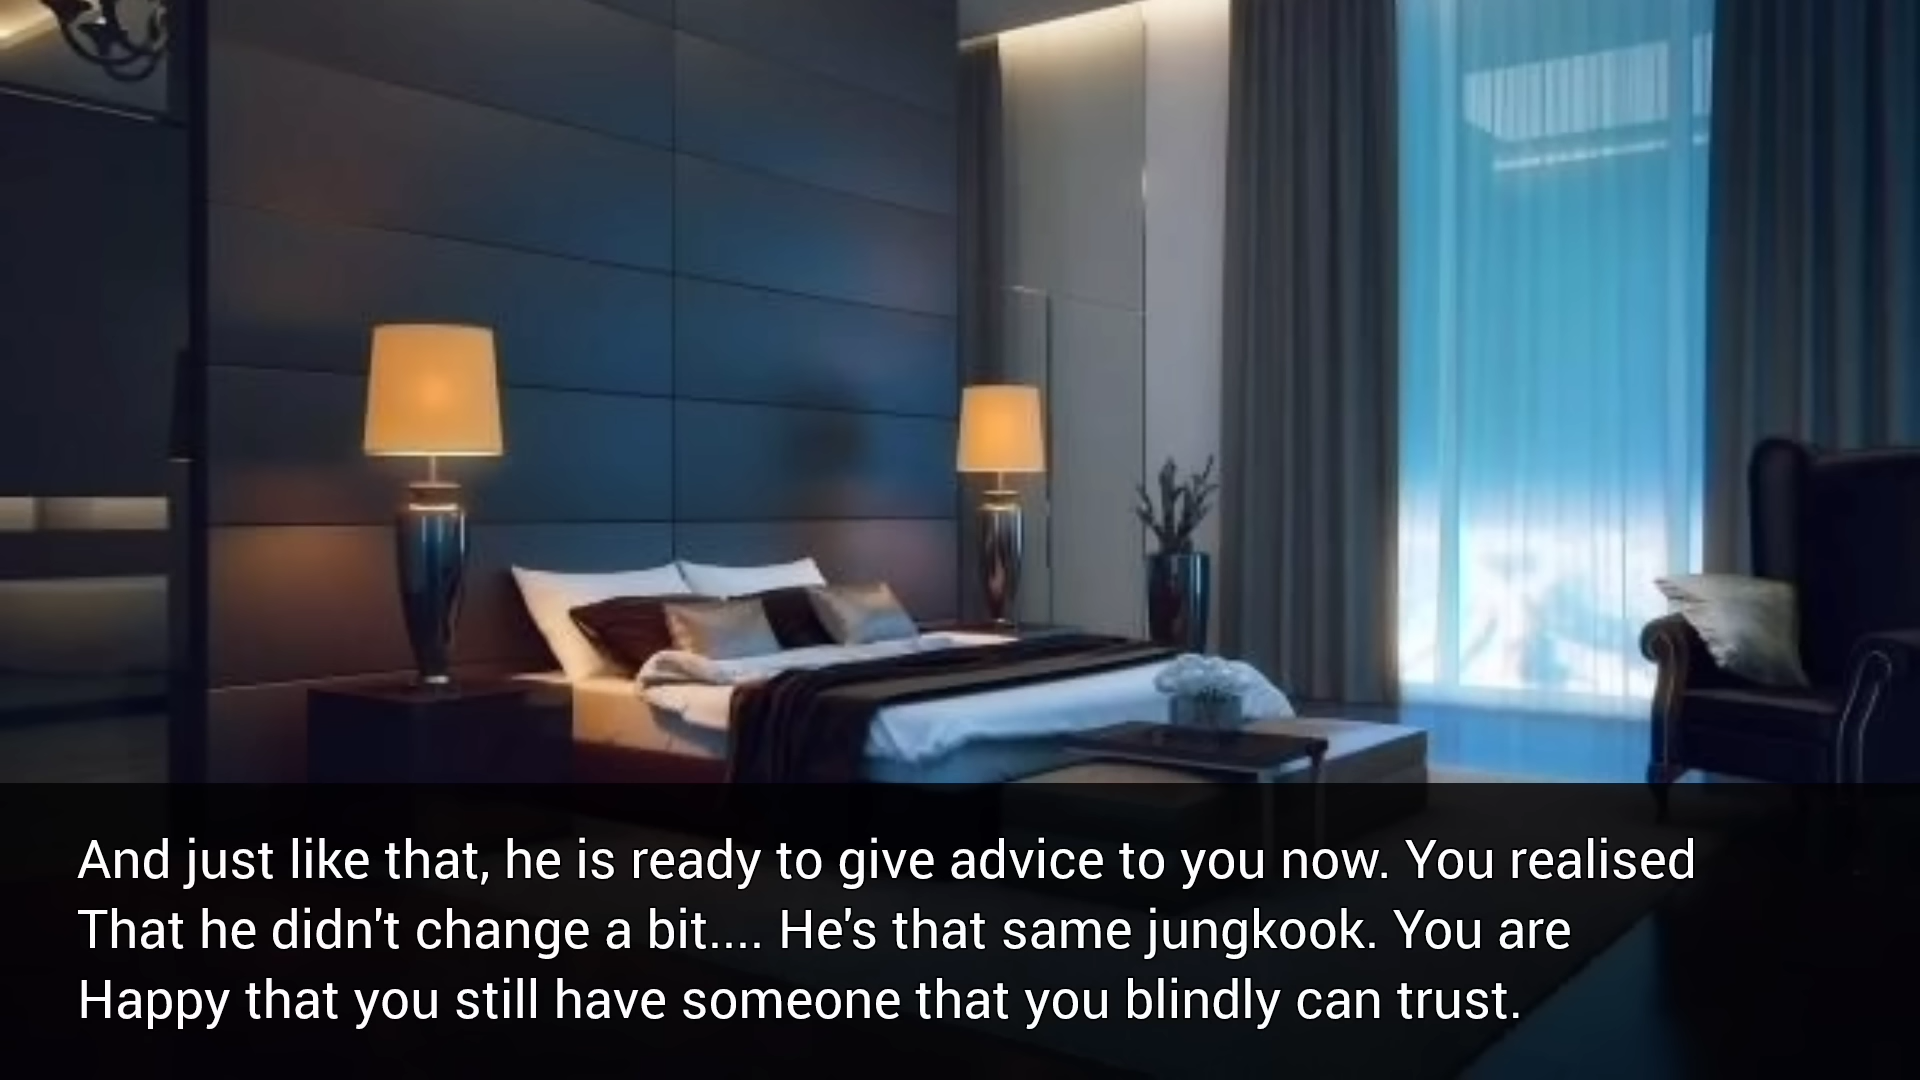 And just like that, he is ready to give advice to you now. You realised
That he didn't change a bit.... He's that same jungkook. You are
Happy that you still have someone that you blindly can trust.